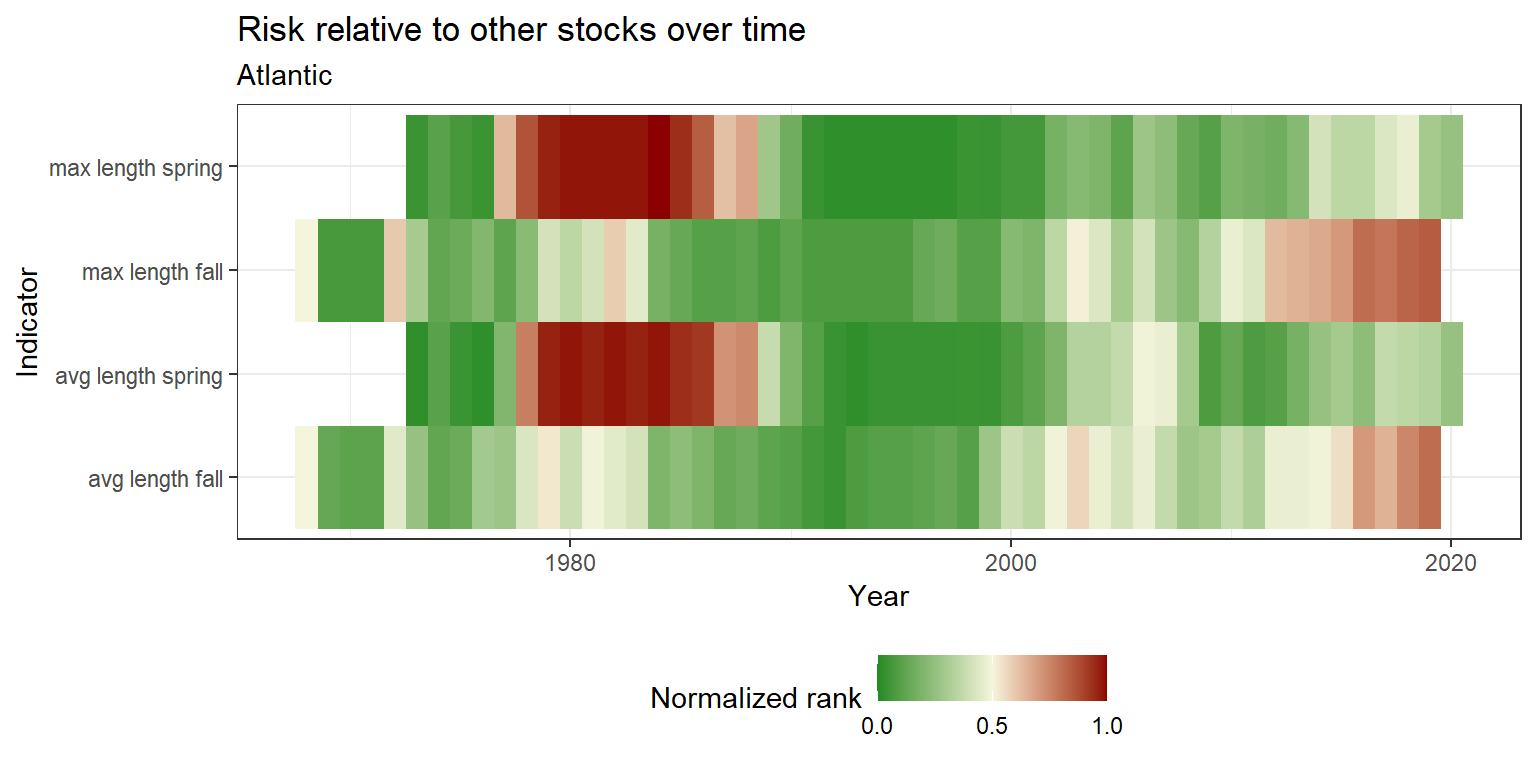 Risk relative to other stocks over time
Atlantic
Indicator
max length spring
max length fall
avg length spring
avg length fall
1980 2000 2020
Year
Normalized rank
0.0 0.5 1.0